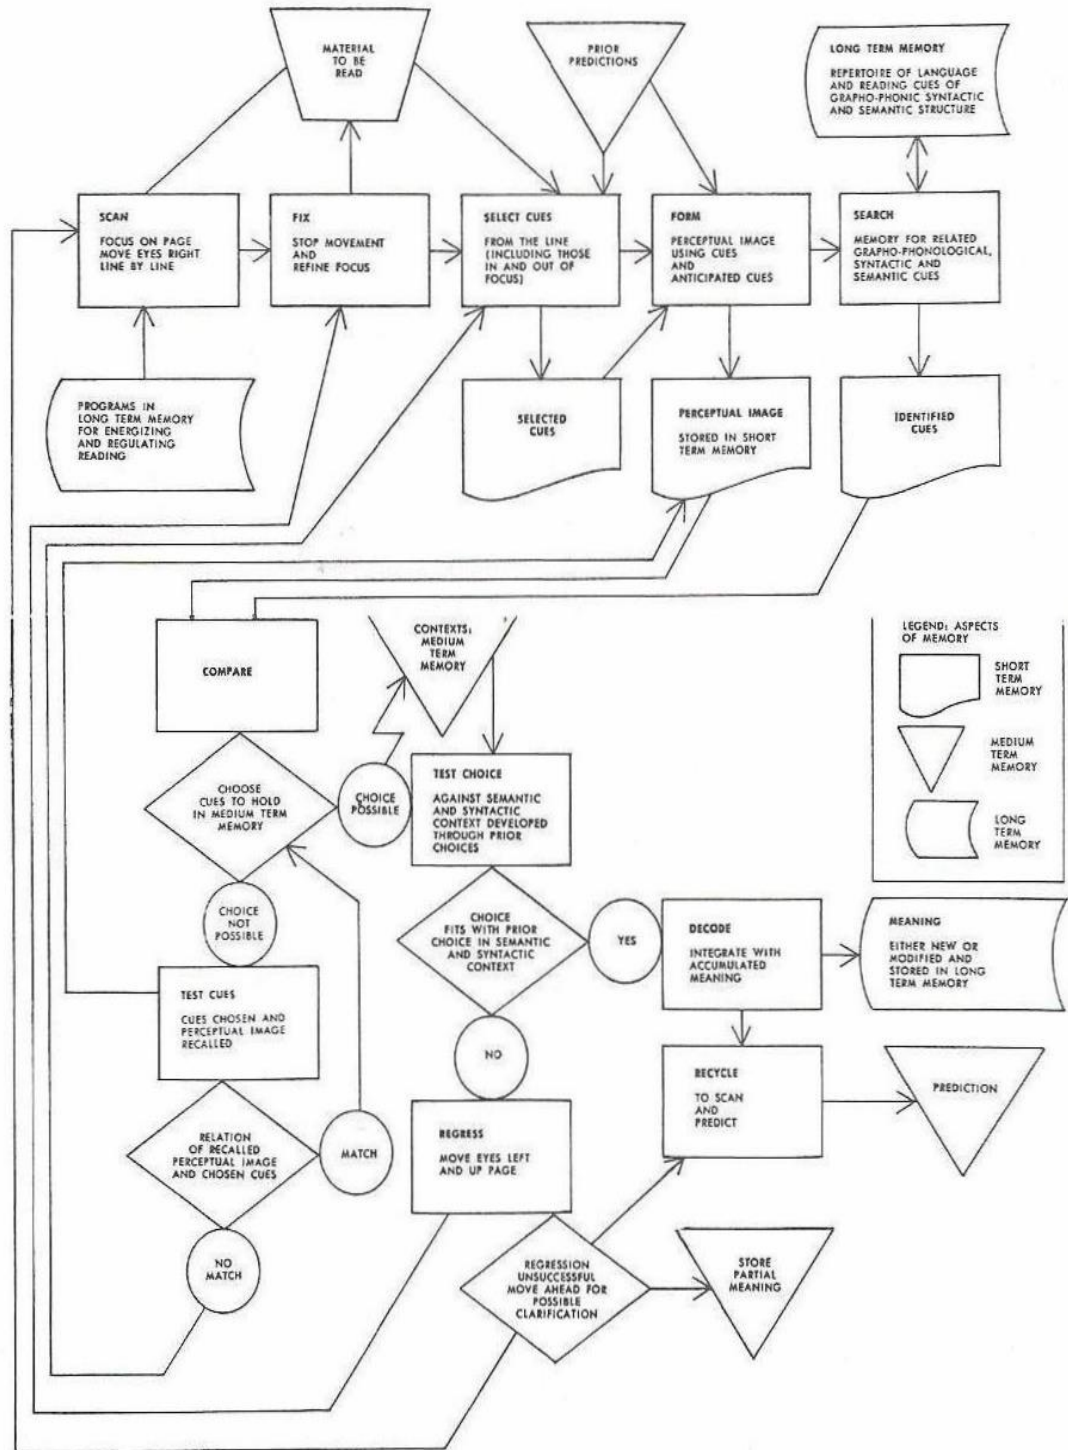 MATERIAL
TO BE
READ
PRIOR
PREDICTIONS
LONG TERM MEMORY
REPERTOIRE OF LANGUAGE
AND READING CUES OF
GRAPHO-PHONIC SYNTACTIC
AND SEMANTIC STRUCTURE
SCAN
FOCUS ON PAGE
MOVE EYES RIGHT
LINE BY LINE
FIX
STOP MOVEMENT
AND
REFINE FOCUS
SELECT CUES
FROM THE LINE
(INCLUDING THOSE
IN AND OUT OF
FOCUS)
FORM
PERCEPTUAL IMAGE
USING CUES
AND
ANTICIPATED CUES
SEARCH
MEMORY FOR RELATED
GRAPHO-PHONOLOGICAL,
SYNTACTIC AND
SEMANTIC CUES
PROGRAMS IN
LONG TERM MEMORY
FOR ENERGIZING
AND REGULATING
READING
SELECTED
CUES
PERCEPTUAL IMAGE
STORED IN SHORT
TERM MEMORY
IDENTIFIED
CUES
COMPARE
CONTEXTS:
MEDIUM
TERM
MEMORY
LEGEND: ASPECTS
OF MEMORY
SHORT
TERM
MEMORY
MEDIUM
TERM
MEMORY
LONG
TERM
MEMORY
CHOOSE
CUES TO HOLD
IN MEDIUM TERM
MEMORY
CHOICE
POSSIBLE
TEST CHOICE
AGAINST SEMANTIC
AND SYNTACTIC
CONTEXT DEVELOPED
THROUGH PRIOR
CHOICES
CHOICE
NOT
POSSIBLE
CHOICE
FITS WITH PRIOR
CHOICE IN SEMANTIC
AND SYNTACTIC
CONTEXT
YES
DECODE
INTEGRATE WITH
ACCUMULATED
MEANING
MEANING
EITHER NEW OR
MODIFIED AND
STORED IN LONG
TERM MEMORY
TEST CUES
CUES CHOSEN AND
PERCEPTUAL IMAGE
RECALLED
NO
RECYCLE
TO SCAN
AND
PREDICT
PREDICTION
RELATION
OF RECALLED
PERCEPTUAL IMAGE
AND CHOSEN CUES
MATCH
REGRESS
MOVE EYES LEFT
AND UP PAGE
NO
MATCH
REGRESSION
UNSUCCESSFUL
MOVE AHEAD FOR
POSSIBLE
CLARIFICATION
STORE
PARTIAL
MEANING